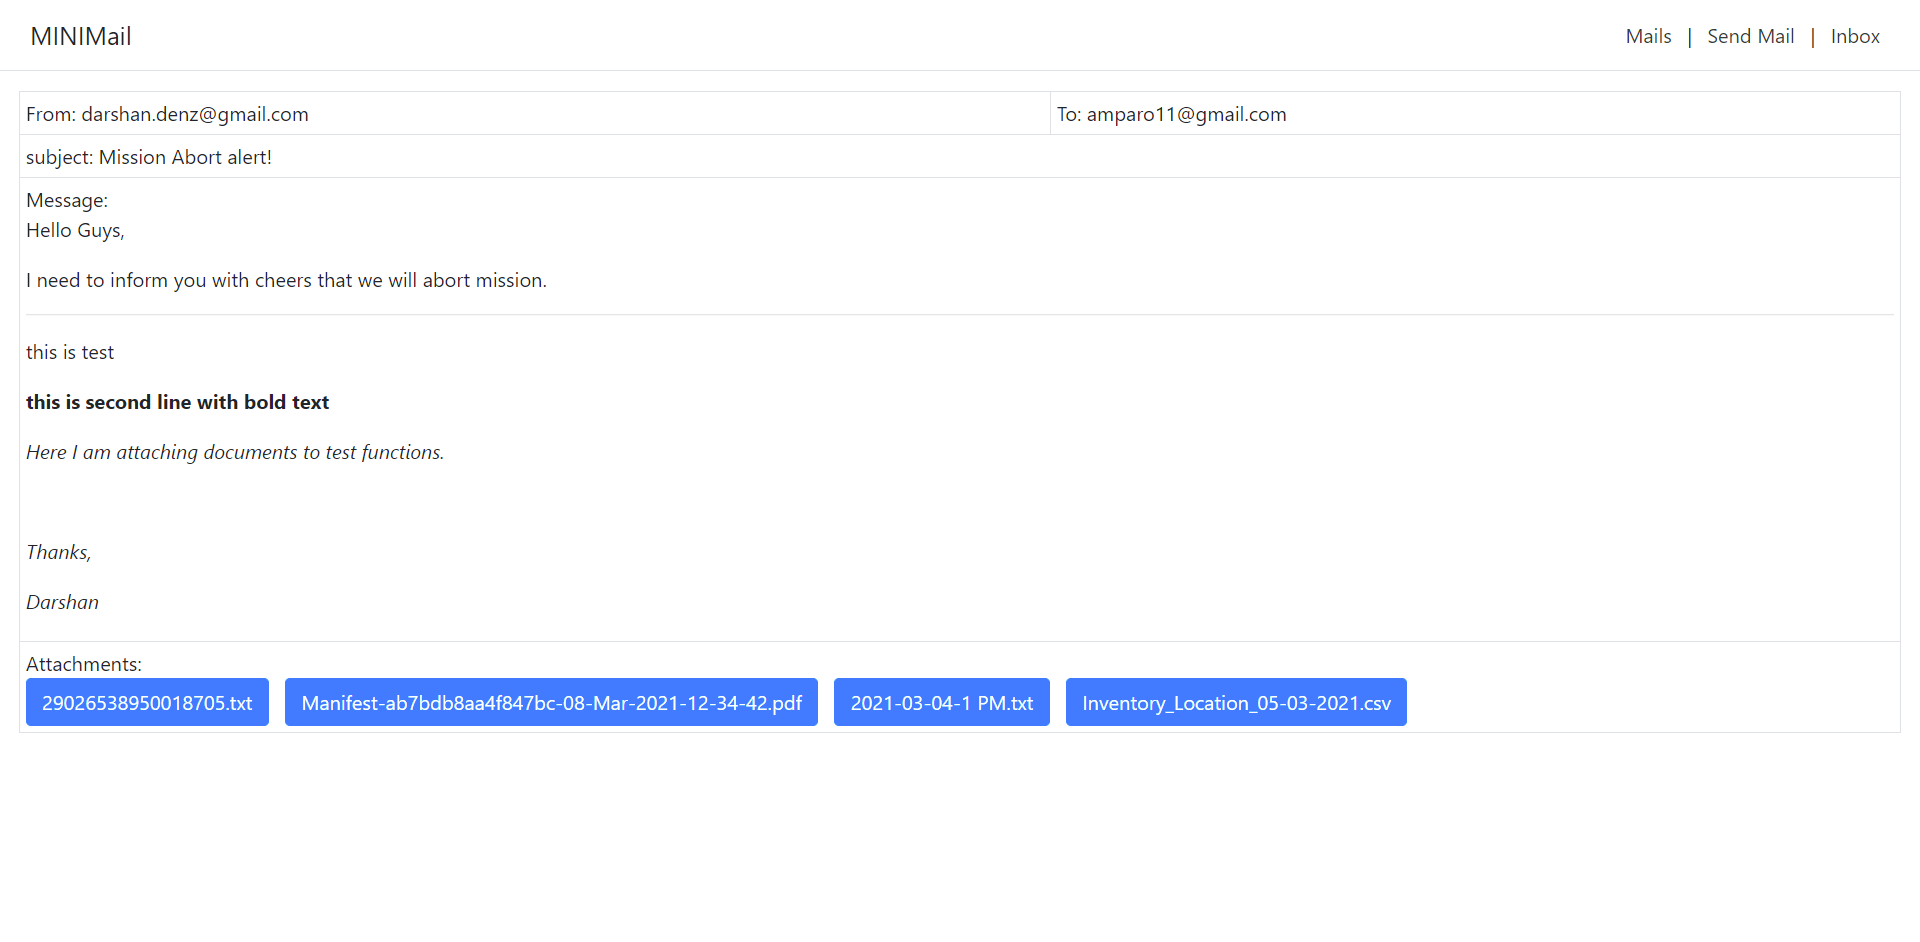 MINIMail
Mails | Send Mail | Inbox
From: darshan.denz@gmail.com
To: amparo11@gmail.com
subject: Mission Abort alert!
Message:
Hello Guys,
I need to inform you with cheers that we will abort mission.
this is test
this is second line with bold text
Here I am attaching documents to test functions.
Thanks,
Darshan
Attachments:
29026538950018705.txt
Manifest-ab7bdb8aa4f847bc-08-Mar-2021-12-34-42.pdf
2021-03-04-1 PM.txt
Inventory_Location_05-03-2021.csv